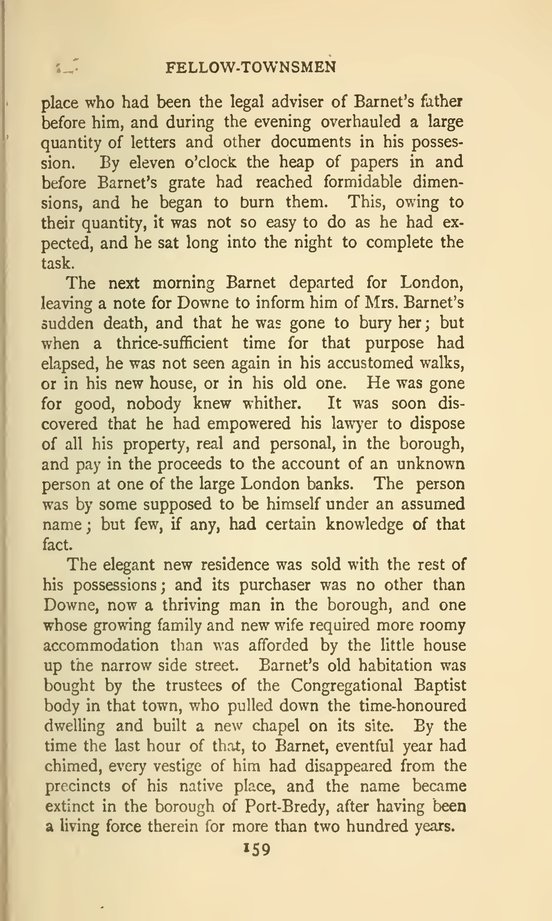 FELLOW-TOWNSMEN
place who had been the legal adviser of Barnet's father
before him, and during the evening overhauled a large
quantity of letters and other documents in his posses-
sion. By eleven o'clock the heap of papers in and
before Barnet's grate had reached formidable dimen-
sions, and he began to burn them. This, owing to
their quantity, it was not so easy to do as he had ex-
pected, and he sat long into the night to complete the
task.
The next morning Barnet departed for London,
leaving a note for Downe to inform him of Mrs. Barnet's
sudden death, and that he was gone to bury her; but
when a thrice-sufficient time for that purpose had
elapsed, he was not seen again in his accustomed walks,
or in his new house, or in his old one. He was gone
for good, nobody knew whither. It was soon dis-
covered that he had empowered his lawyer to dispose
of all his property, real and personal, in the borough,
and pay in the proceeds to the account of an unknown
person at one of the large London banks. The person
was by some supposed to be himself under an assumed
name; but few, if any, had certain knowledge of that
fact.
The elegant new residence was sold with the rest of
his possessions; and its purchaser was no other than
Downe, now a thriving man in the borough, and one
whose growing family and new wife required more roomy
accommodation than was afforded by the little house
up the narrow side street. Barnet's old habitation was
bought by the trustees of the Congregational Baptist
body in that town, who pulled down the time-honoured
dwelling and built a new chapel on its site. By the
time the last hour of that, to Barnet, eventful year had
chimed, every vestige of him had disappeared from the
precincts of his native place, and the name became
extinct in the borough of Port-Bredy, after having been
a living force therein for more than two hundred years.
159